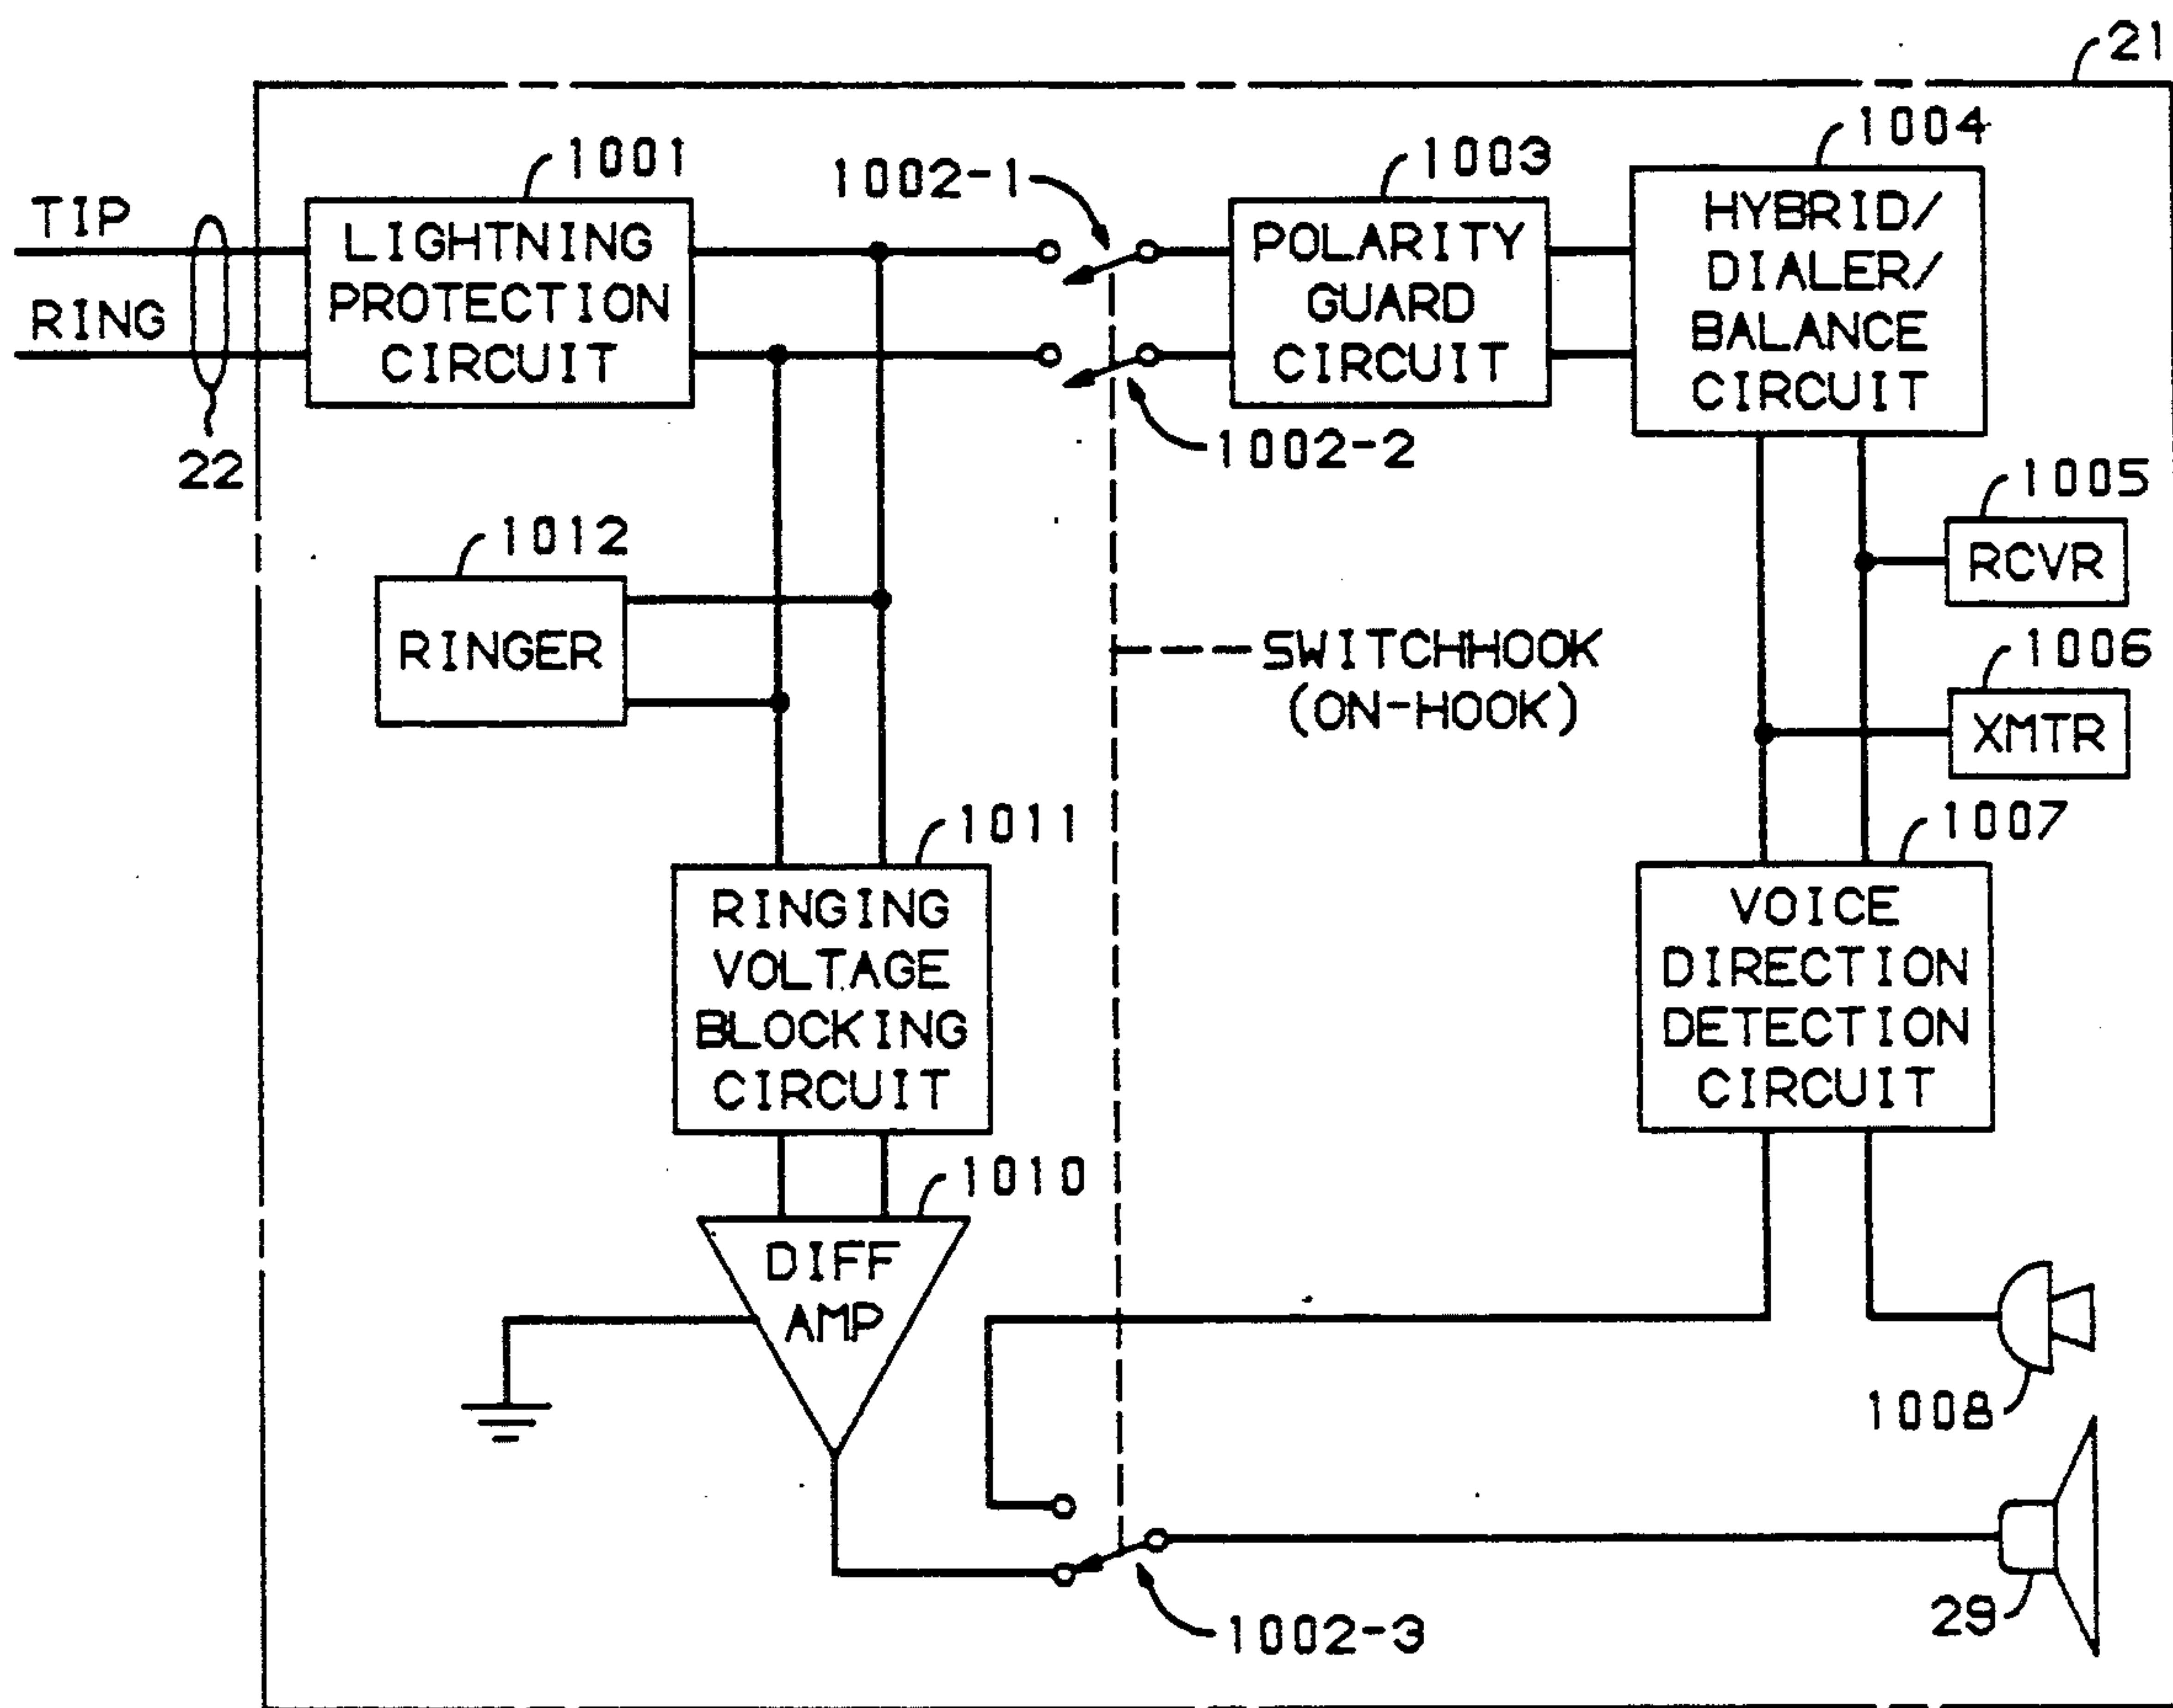 21
1001
1002-1
1003
1004
TIP
RING
22
LIGHTNING
PROTECTION
CIRCUIT
POLARITY
GUARD
CIRCUIT
HYBRID/
DIALER/
BALANCE
CIRCUIT
1002-2
1005
RCVR
1012
RINGER
SWITCHHOOK
(ON-HOOK)
1006
XMTR
1011
RINGING
VOLTAGE
BLOCKING
CIRCUIT
1007
VOICE
DIRECTION
DETECTION
CIRCUIT
1010
DIFF
AMP
1008
29
1002-3